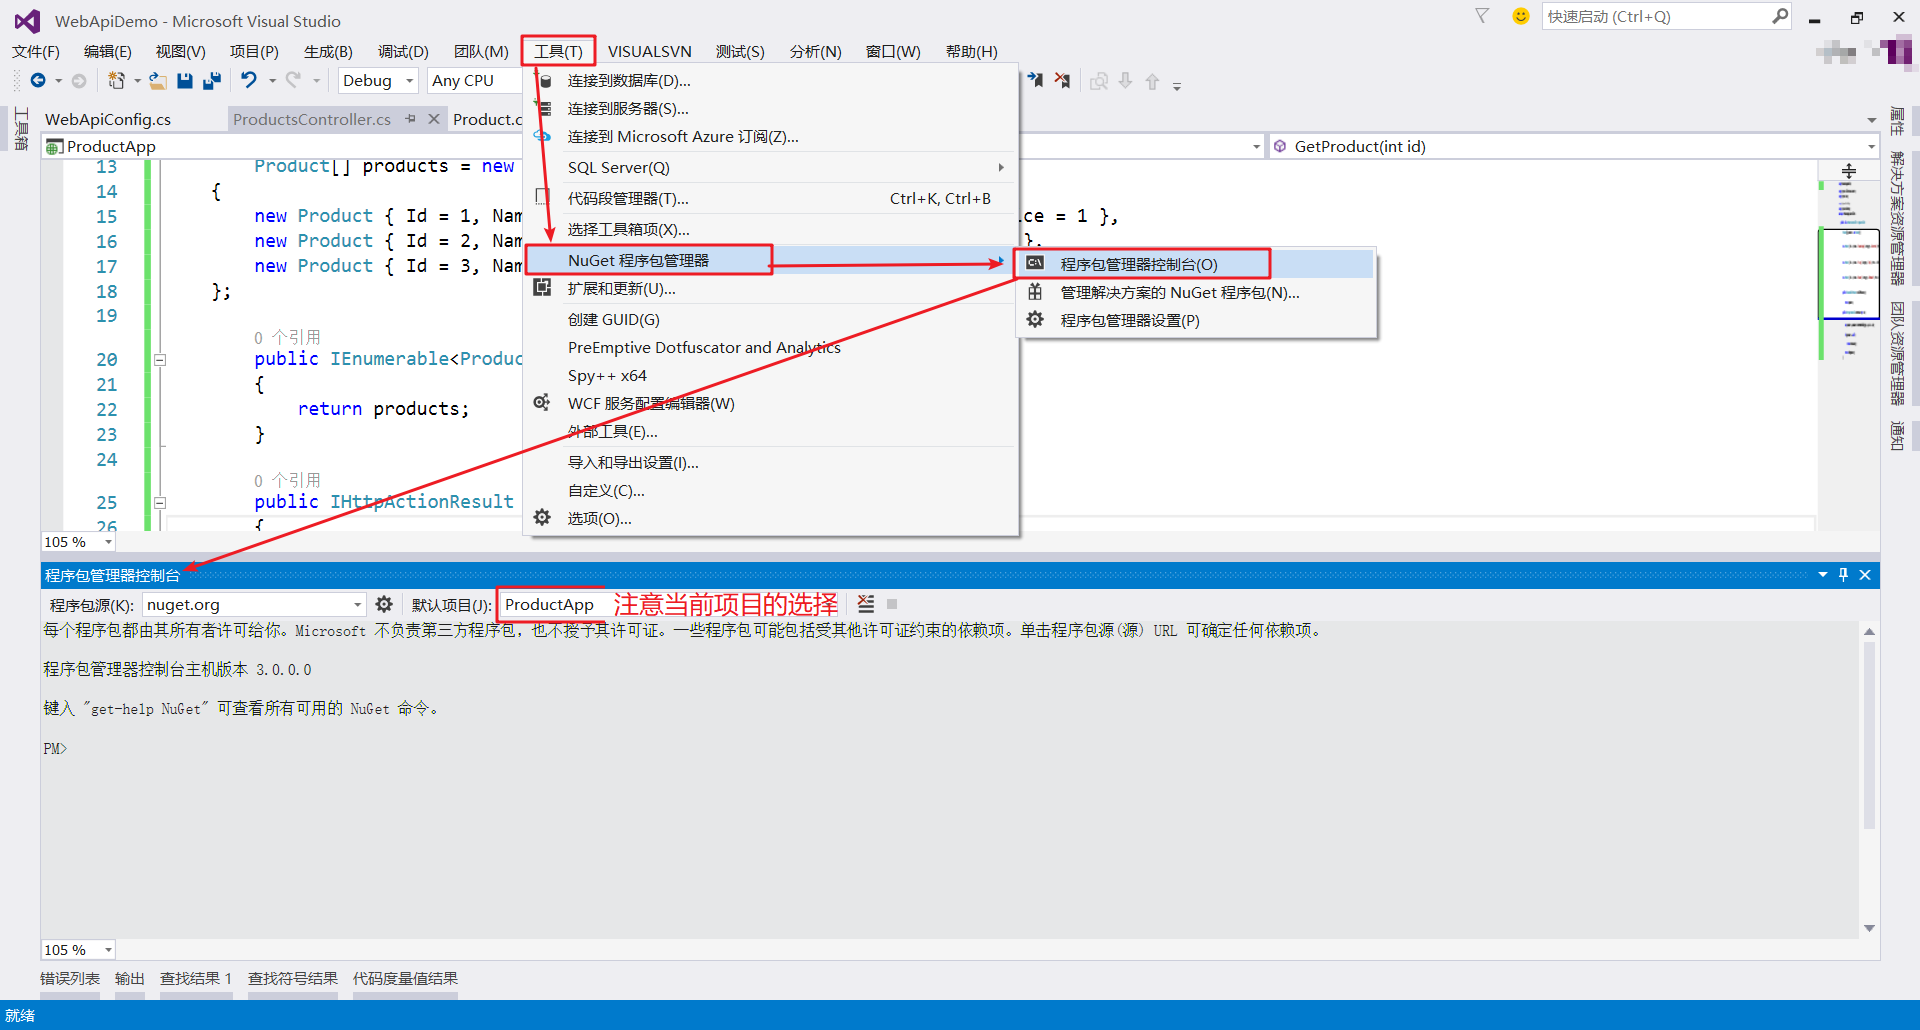 WebApiDemo - Microsoft Visual Studio
快速启动 (Ctrl+Q)
文件(F) 编辑(E) 视图(V) 项目(P) 生成(B) 调试(D) 团队(M) 工具(T) VISUALSVN 测试(S) 分析(N) 窗口(W) 帮助(H)
Debug Any CPU
工具箱
WebApiConfig.cs ProductsController.cs Product.c
ProductApp
GetProduct(int id)
13 Product[] products = new
14 {
15 new Product { Id = 1, Nam ce = 1 },
16 new Product { Id = 2, Nam },
17 new Product { Id = 3, Nam
18 };
19
0 个引用
20 public IEnumerable<Produc
21 {
22 return products;
23 }
24
0 个引用
25 public IHttpActionResult
26 {
105 %
连接到数据库(D)...
连接到服务器(S)...
连接到 Microsoft Azure 订阅(Z)...
SQL Server(Q)
代码段管理器(T)... Ctrl+K, Ctrl+B
选择工具箱项(X)...
NuGet 程序包管理器
扩展和更新(U)...
创建 GUID(G)
PreEmptive Dotfuscator and Analytics
Spy++ x64
WCF 服务配置编辑器(W)
外部工具(E)...
导入和导出设置(I)...
自定义(C)...
选项(O)...
程序包管理器控制台(O)
管理解决方案的 NuGet 程序包(N)...
程序包管理器设置(P)
属性
解决方案资源管理器
团队资源管理器
通知
程序包管理器控制台
程序包源(K): nuget.org 默认项目(J): ProductApp 注意当前项目的选择
每个程序包都由其所有者许可给你。Microsoft 不负责第三方程序包，也不授予其许可证。一些程序包可能包括受其他许可证约束的依赖项。单击程序包源(源) URL 可确定任何依赖项。
程序包管理器控制台主机版本 3.0.0.0
键入 "get-help NuGet" 可查看所有可用的 NuGet 命令。
PM>
105 %
错误列表 输出 查找结果 1 查找符号结果 代码度量值结果
就绪